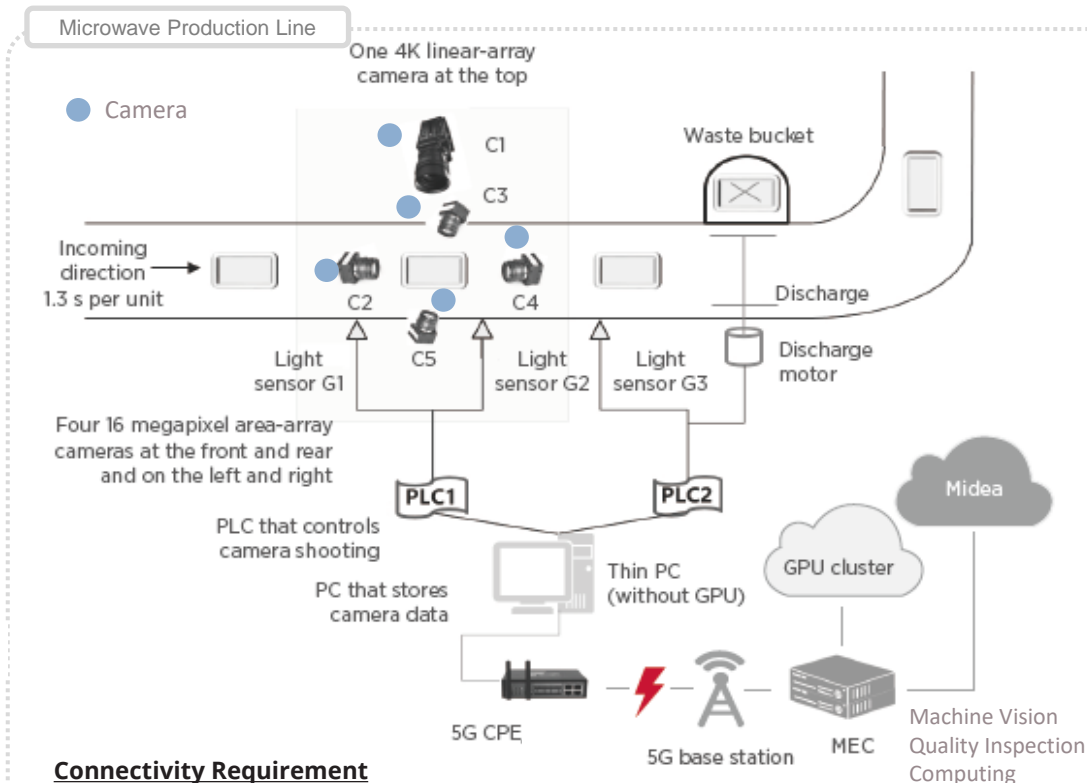 Microwave Production Line
One 4K linear-array
camera at the top
Camera
C1
Waste bucket
C3
Incoming
direction
1.3 s per unit
C2
C4
Discharge
C5
Light
sensor G1
Light
sensor G2
Light
sensor G3
Discharge
motor
Four 16 megapixel area-array
cameras at the front and rear
and on the left and right
PLC1
PLC2
Midea
PLC that controls
camera shooting
GPU cluster
Thin PC
(without GPU)
PC that stores
camera data
5G CPE
5G base station
MEC
Machine Vision
Quality Inspection
Computing
Connectivity Requirement